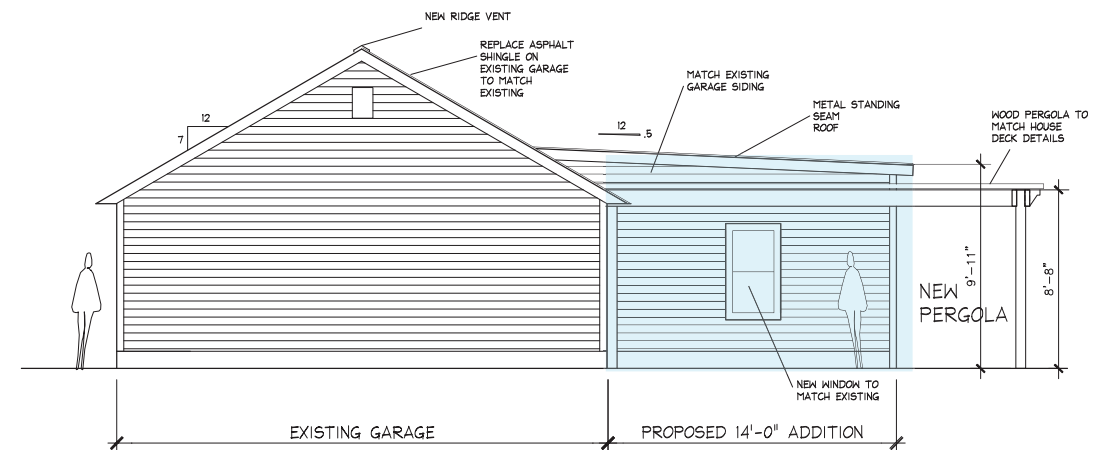 NEW RIDGE VENT
REPLACE ASPHALT
SHINGLE ON
EXISTING GARAGE
TO MATCH
EXISTING
MATCH EXISTING
GARAGE SIDING
METAL STANDING
SEAM
ROOF
WOOD PERGOLA TO
MATCH HOUSE
DECK DETAILS
12
7
12
.5
9'-11"
8'-8"
NEW
PERGOLA
NEW WINDOW TO
MATCH EXISTING
EXISTING GARAGE
PROPOSED 14'-0" ADDITION